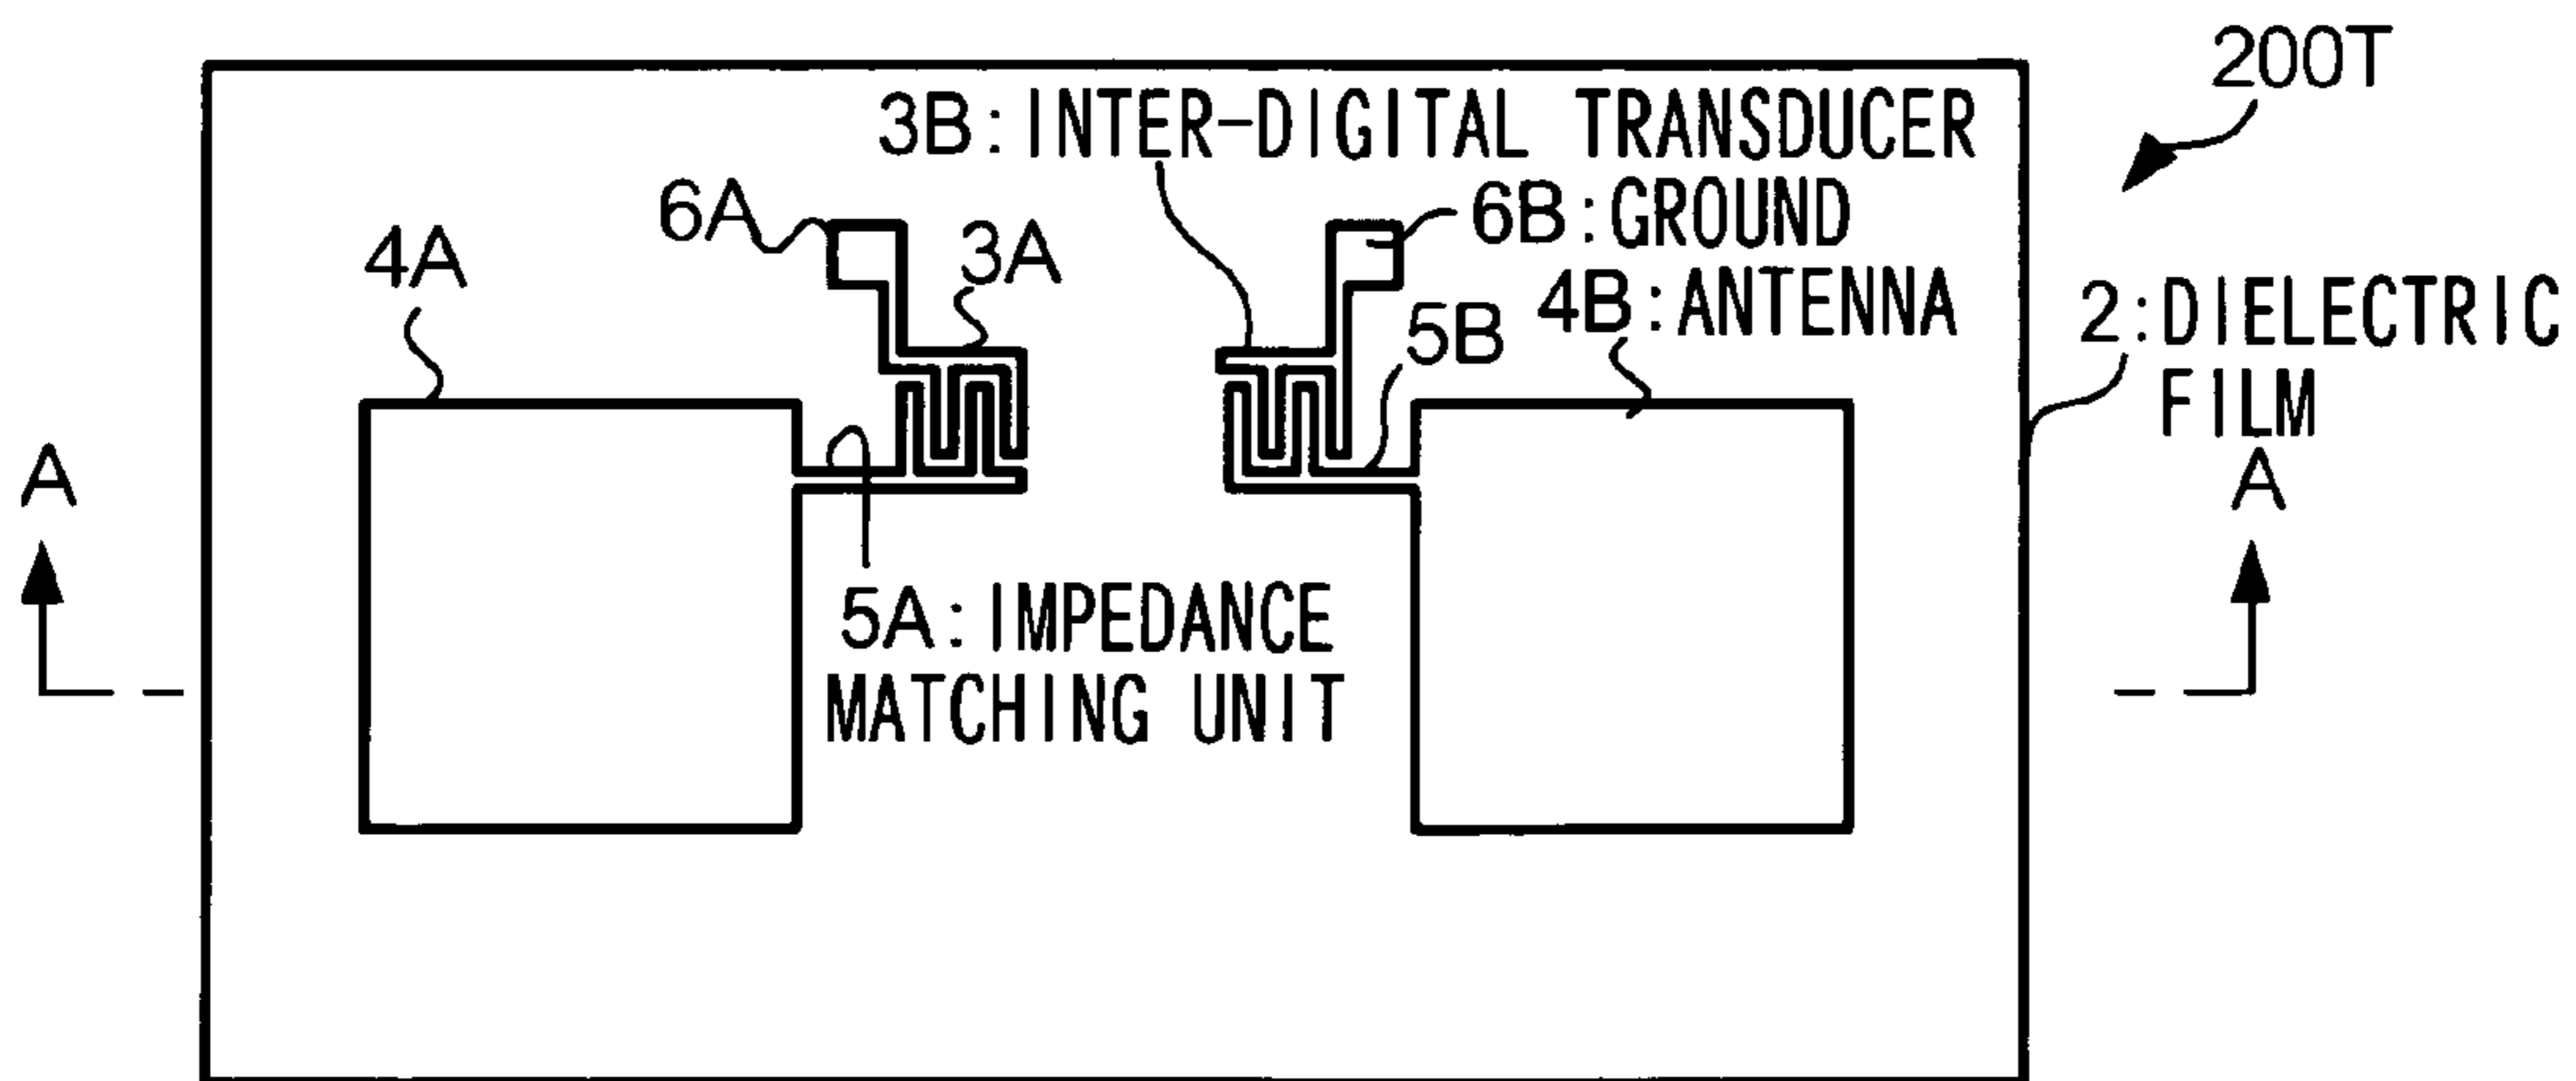 200T
3B: INTER-DIGITAL TRANSDUCER
6A
6B: GROUND
4A
3A
4B: ANTENNA
5B
2: DIELECTRIC
FILM
A
A
5A: IMPEDANCE
MATCHING UNIT